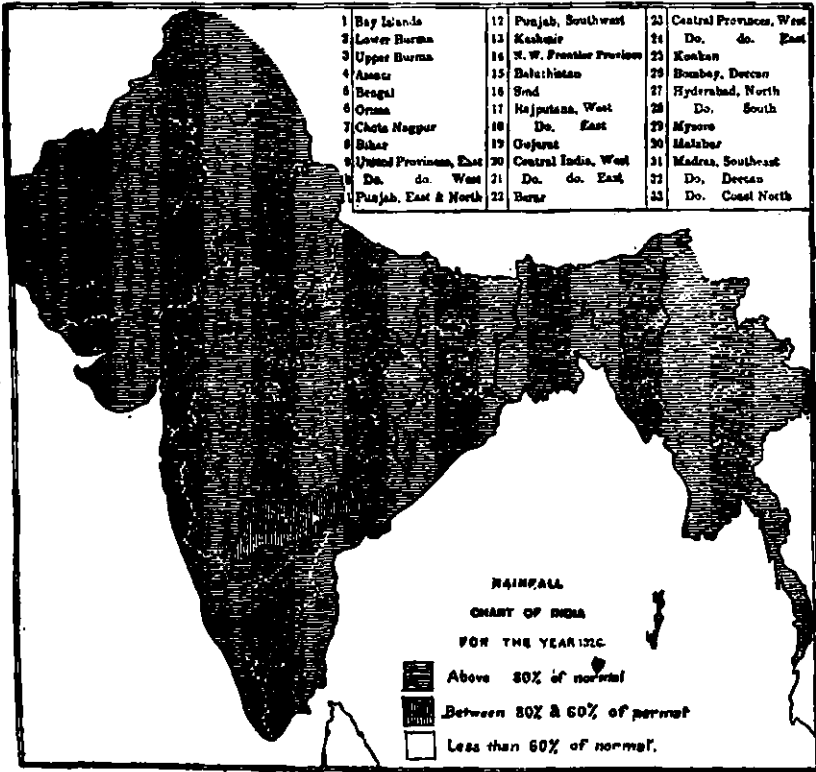 1 Bay Islands
2 Lower Burma
3 Upper Burma
4 Assam
5 Bengal
6 Orissa
7 Chota Nagpur
8 Bihar
9 United Provinces, East
10 Do. do. West
11 Punjab, East & North
12 Punjab, Southwest
13 Kashmir
14 N. W. Frontier Province
15 Baluchistan
16 Sind
17 Rajputana, West
18 Do. East
19 Gujarat
20 Central India, West
21 Do. do. East
22 Berar
23 Central Provinces, West
24 Do. do. East
25 Konkan
26 Bombay, Deccan
27 Hyderabad, North
28 Do. South
29 Mysore
30 Malabar
31 Madras, Southeast
32 Do. Deccan
33 Do. Coast North
RAINFALL
CHART OF INDIA
FOR THE YEAR 1926
Above 80% of normal
Between 80% & 60% of normal
Less than 60% of normal.